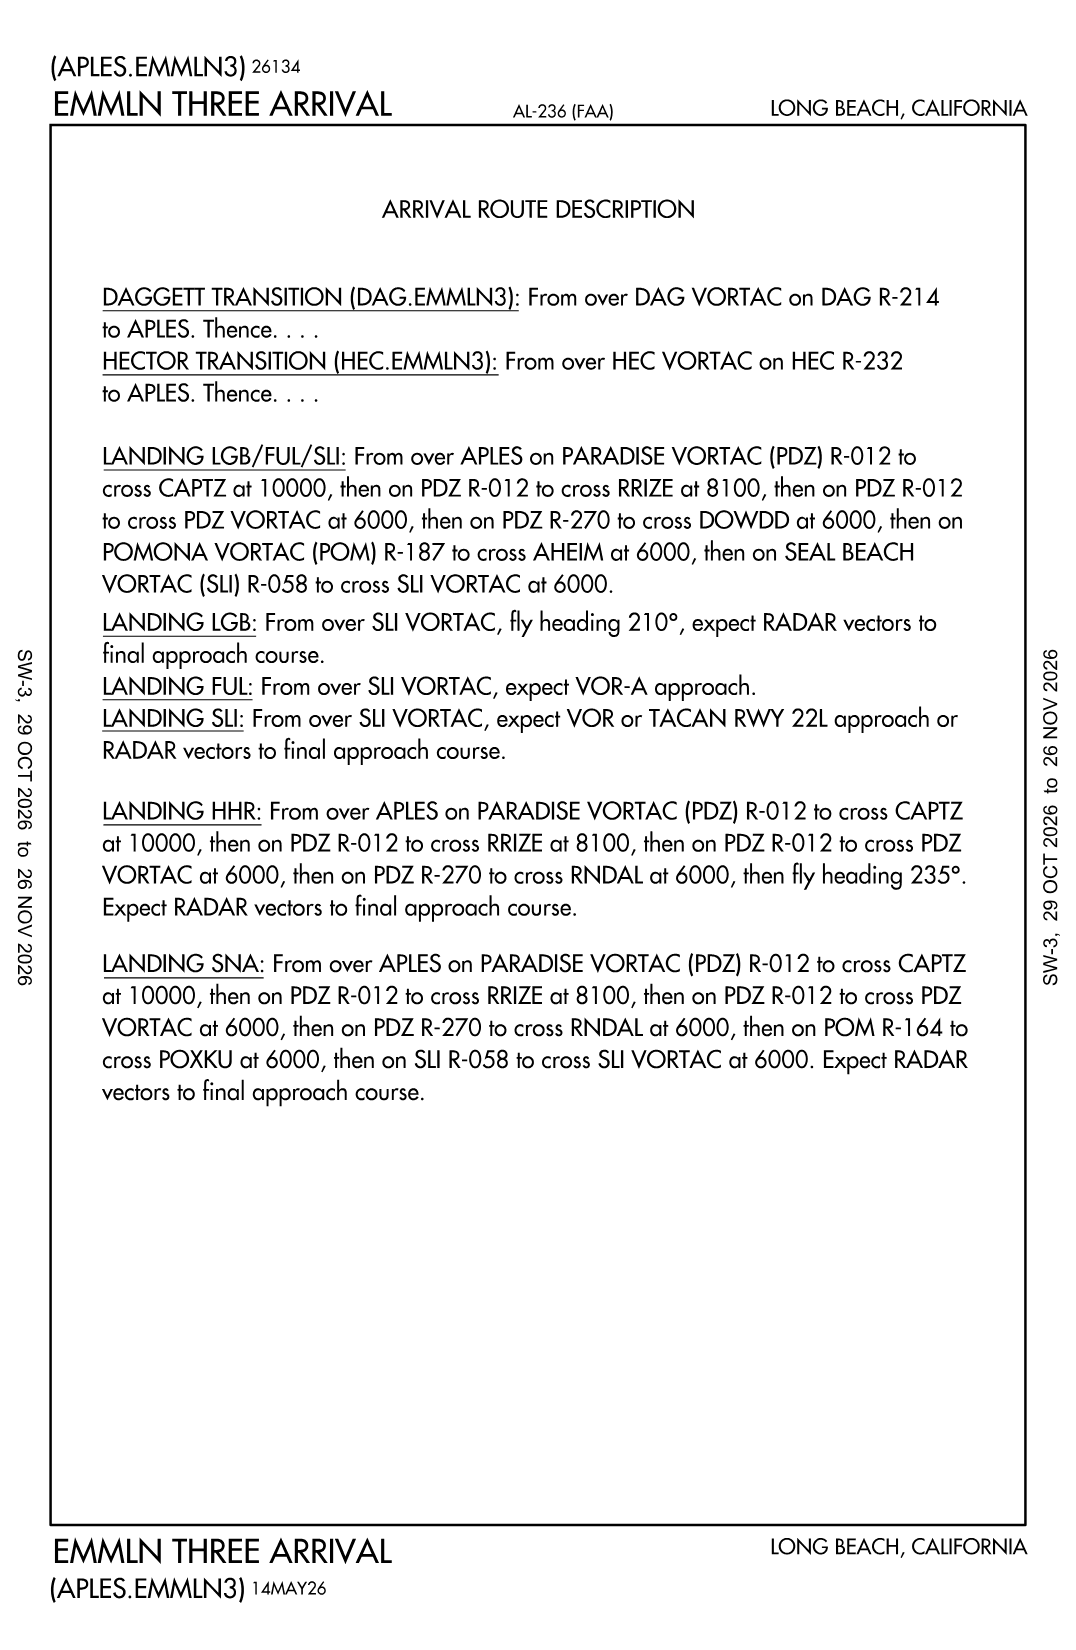 (APLES.EMMLN3) 26134
EMMLN THREE ARRIVAL
AL-236 (FAA)
LONG BEACH, CALIFORNIA
ARRIVAL ROUTE DESCRIPTION
DAGGETT TRANSITION (DAG.EMMLN3): From over DAG VORTAC on DAG R-214
to APLES. Thence. . . .
HECTOR TRANSITION (HEC.EMMLN3): From over HEC VORTAC on HEC R-232
to APLES. Thence. . . .
LANDING LGB/FUL/SLI: From over APLES on PARADISE VORTAC (PDZ) R-012 to
cross CAPTZ at 10000, then on PDZ R-012 to cross RRIZE at 8100, then on PDZ R-012
to cross PDZ VORTAC at 6000, then on PDZ R-270 to cross DOWDD at 6000, then on
POMONA VORTAC (POM) R-187 to cross AHEIM at 6000, then on SEAL BEACH
VORTAC (SLI) R-058 to cross SLI VORTAC at 6000.
LANDING LGB: From over SLI VORTAC, fly heading 210°, expect RADAR vectors to
final approach course.
LANDING FUL: From over SLI VORTAC, expect VOR-A approach.
LANDING SLI: From over SLI VORTAC, expect VOR or TACAN RWY 22L approach or
RADAR vectors to final approach course.
LANDING HHR: From over APLES on PARADISE VORTAC (PDZ) R-012 to cross CAPTZ
at 10000, then on PDZ R-012 to cross RRIZE at 8100, then on PDZ R-012 to cross PDZ
VORTAC at 6000, then on PDZ R-270 to cross RNDAL at 6000, then fly heading 235°.
Expect RADAR vectors to final approach course.
LANDING SNA: From over APLES on PARADISE VORTAC (PDZ) R-012 to cross CAPTZ
at 10000, then on PDZ R-012 to cross RRIZE at 8100, then on PDZ R-012 to cross PDZ
VORTAC at 6000, then on PDZ R-270 to cross RNDAL at 6000, then on POM R-164 to
cross POXKU at 6000, then on SLI R-058 to cross SLI VORTAC at 6000. Expect RADAR
vectors to final approach course.
SW-3, 29 OCT 2026 to 26 NOV 2026
SW-3, 29 OCT 2026 to 26 NOV 2026
EMMLN THREE ARRIVAL
(APLES.EMMLN3) 14MAY26
LONG BEACH, CALIFORNIA